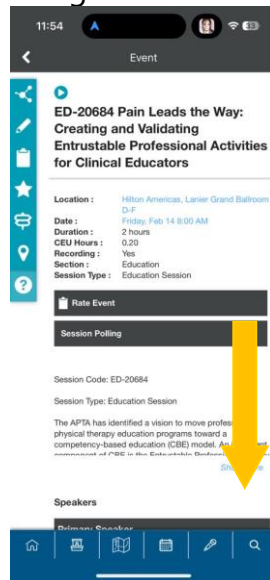 11:54
33
Event
ED-20684 Pain Leads the Way:
Creating and Validating
Entrustable Professional Activities
for Clinical Educators
Location : Hilton Americas, Lanier Grand Ballroom
D-F
Date : Friday, Feb 14 8:00 AM
Duration : 2 hours
CEU Hours : 0.20
Recording : Yes
Section : Education
Session Type : Education Session
Rate Event
Session Polling
Session Code: ED-20684
Session Type: Education Session
The APTA has identified a vision to move
physical therapy education programs toward a
competency-based education (CBE) model. An
component of CBE is the Entrustable
Speakers
Primary Speaker